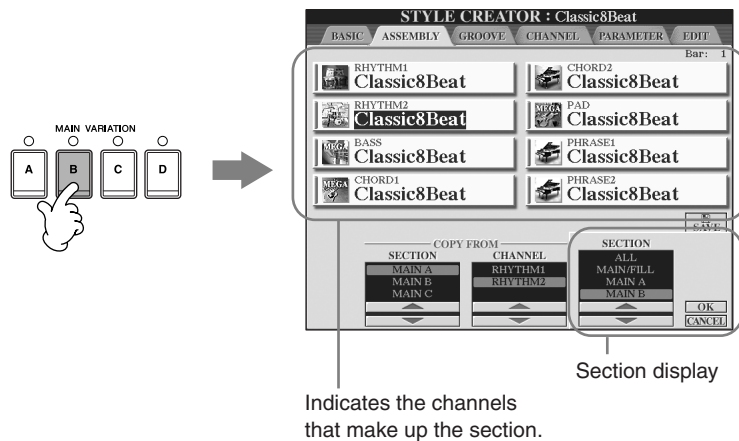 STYLE CREATOR : Classic8Beat
BASIC ASSEMBLY GROOVE CHANNEL PARAMETER EDIT
Bar: 1
RHYTHM1
Classic8Beat
CHORD2
Classic8Beat
RHYTHM2
Classic8Beat
MEGA
PAD
Classic8Beat
MEGA
BASS
Classic8Beat
PHRASE1
Classic8Beat
MEGA
CHORD1
Classic8Beat
PHRASE2
Classic8Beat
MAIN VARIATION
A B C D
SAVE
COPY FROM
SECTION
CHANNEL
SECTION
MAIN A
MAIN B
MAIN C
RHYTHM1
RHYTHM2
ALL
MAIN/FILL
MAIN A
MAIN B
OK
CANCEL
Section display
Indicates the channels
that make up the section.